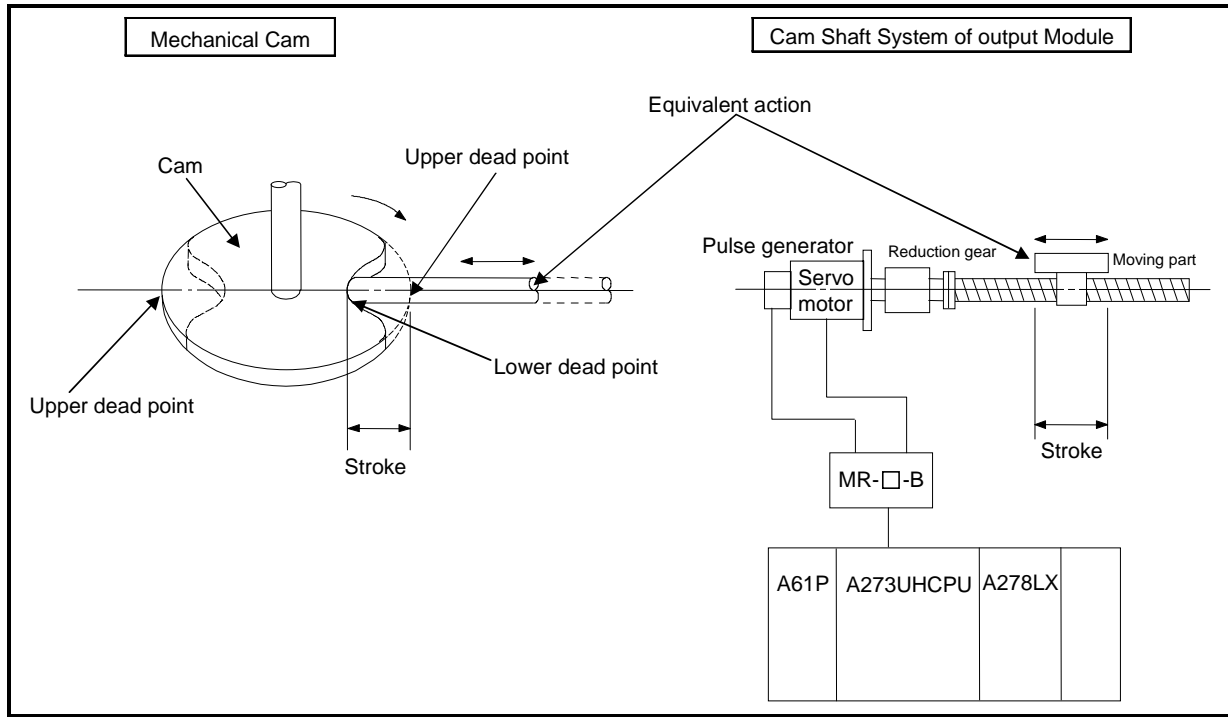 Mechanical Cam
Cam Shaft System of output Module
Equivalent action
Upper dead point
Cam
Pulse generator
Reduction gear
Moving part
Servo
motor
Lower dead point
Upper dead point
Stroke
Stroke
MR-□-B
A61P
A273UHCPU
A278LX